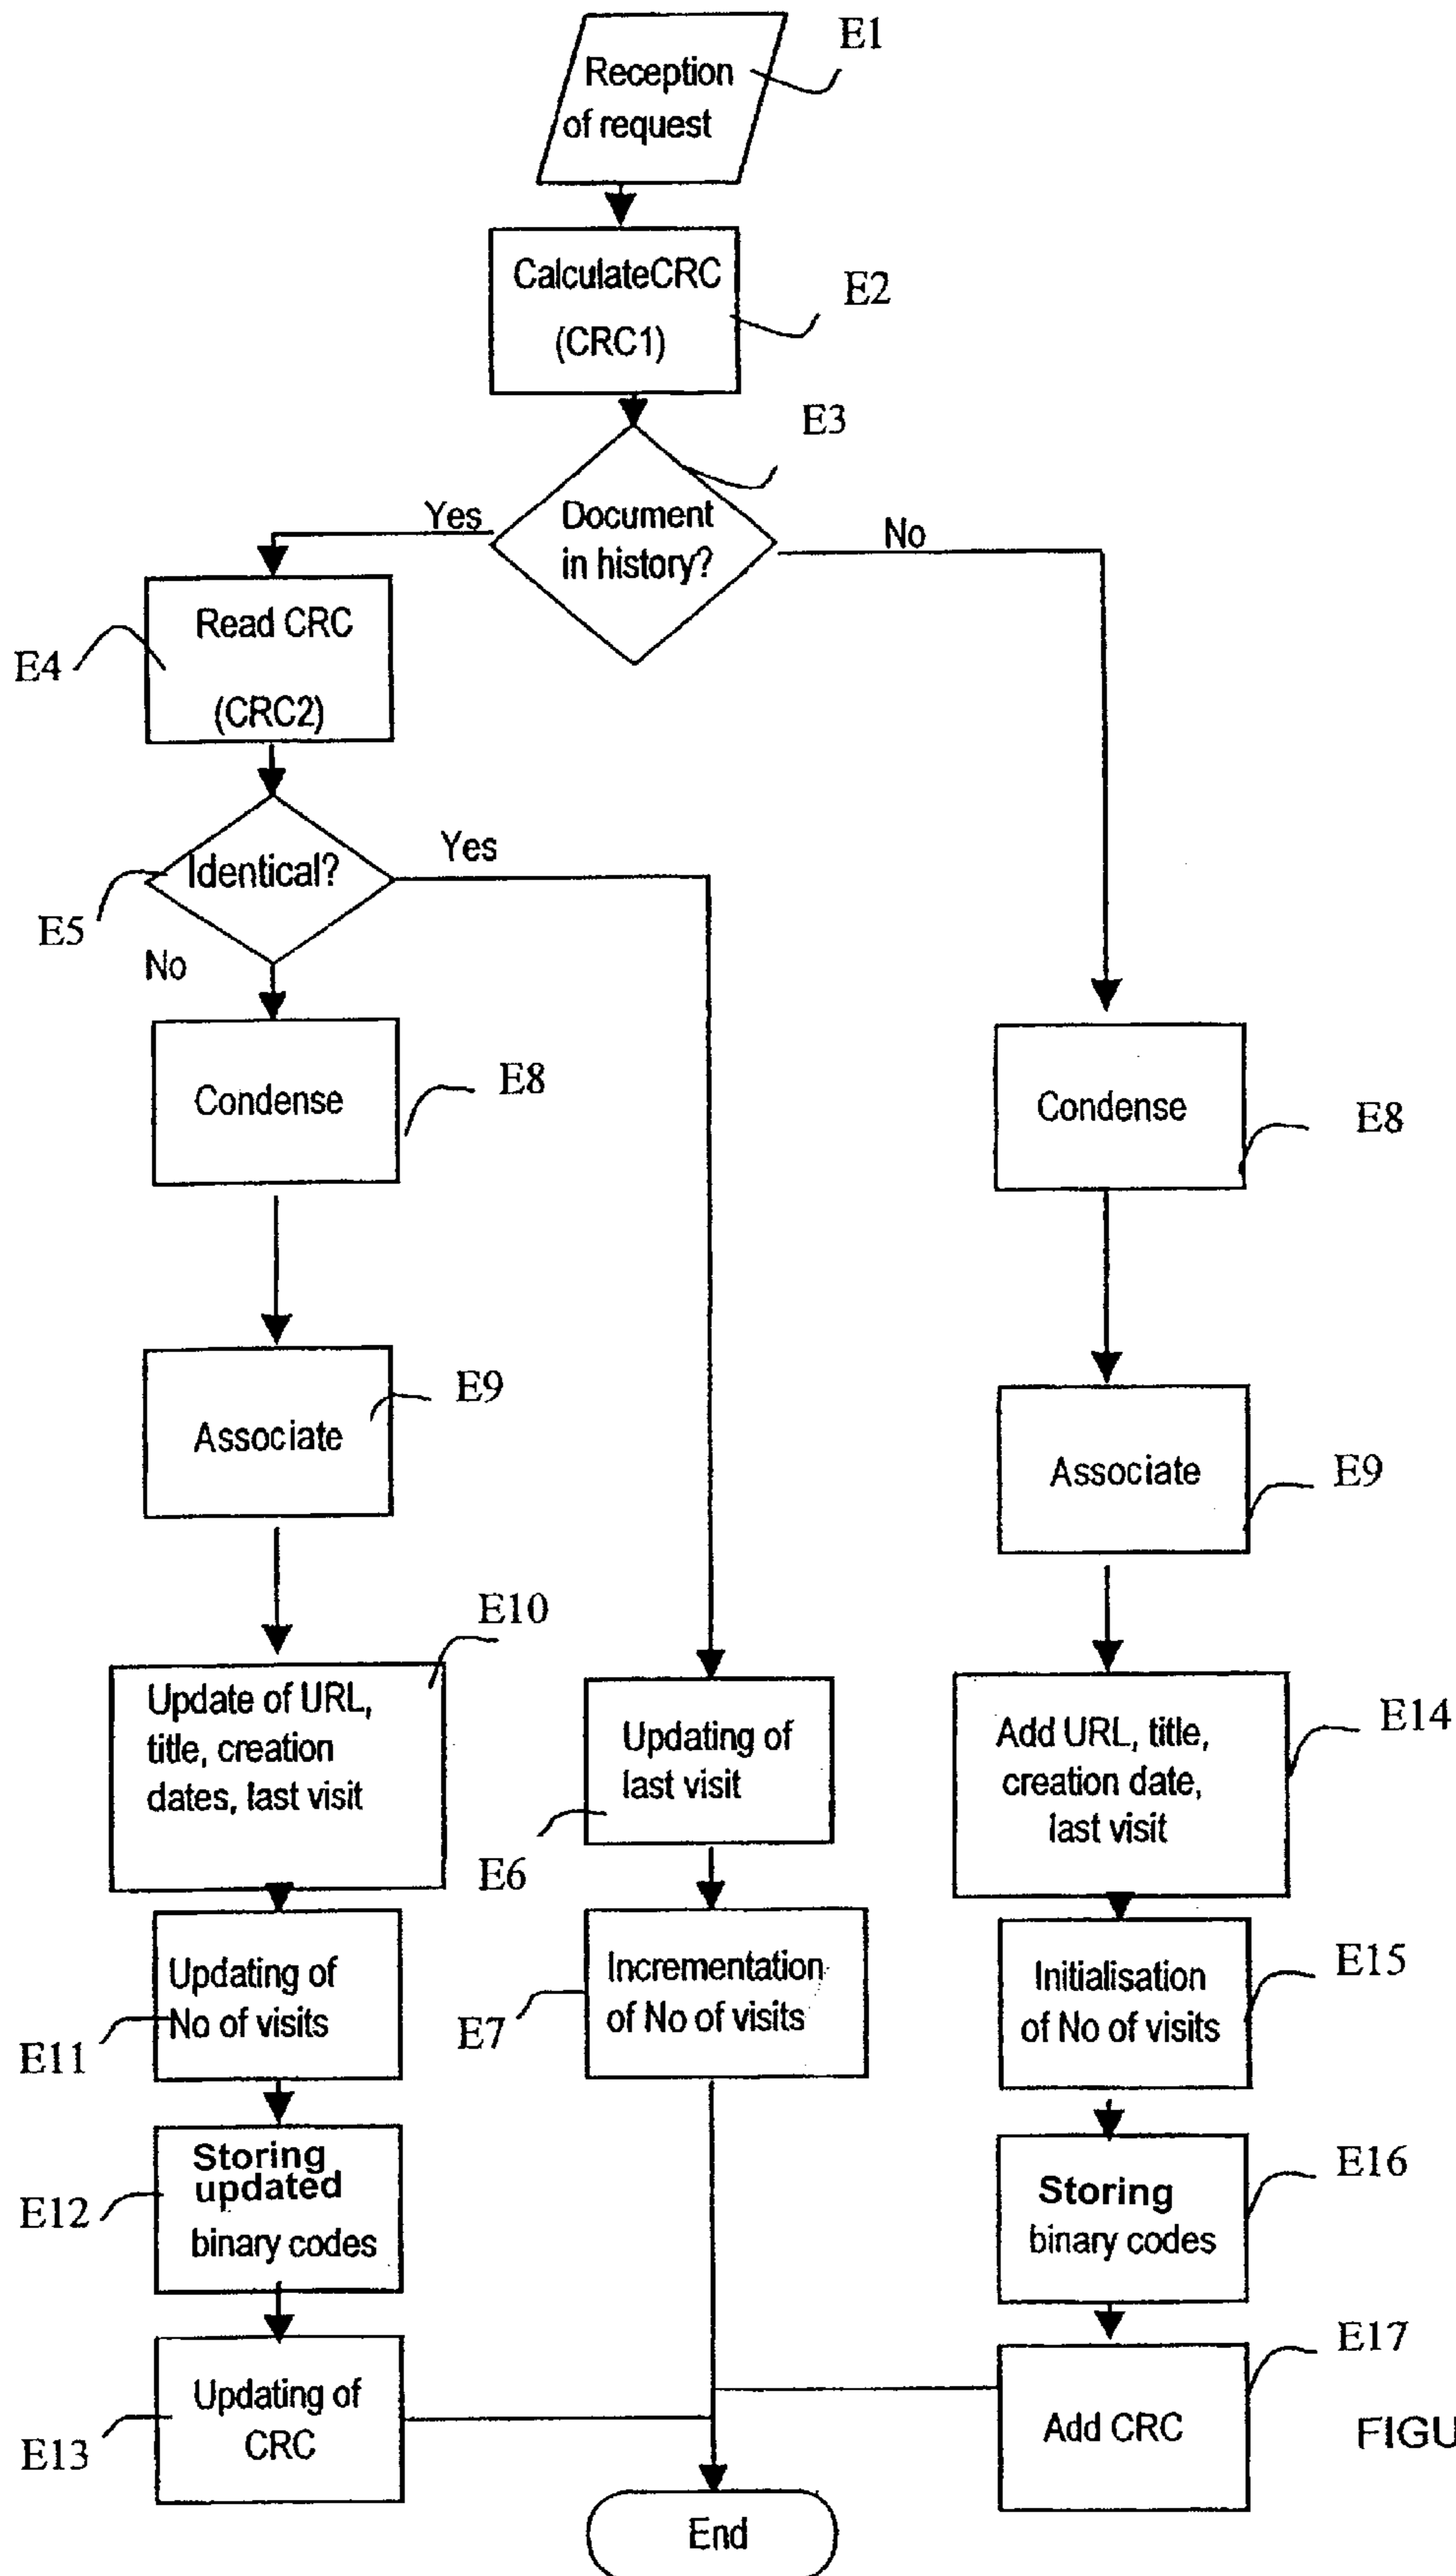 E1
Reception
of request
CalculateCRC
(CRC1)
E2
E3
Document
in history?
Yes
No
Read CRC
(CRC2)
E4
Identical?
Yes
E5
No
Condense
E8
Condense
E8
Associate
E9
Associate
E9
E10
Update of URL,
title, creation
dates, last visit
Updating of
last visit
E6
Add URL, title,
creation date,
last visit
E14
Updating of
No of visits
E11
Incrementation
of No of visits
E7
Initialisation
of No of visits
E15
Storing
updated
binary codes
E12
Storing
binary codes
E16
Updating of
CRC
E13
Add CRC
E17
FIGU
End